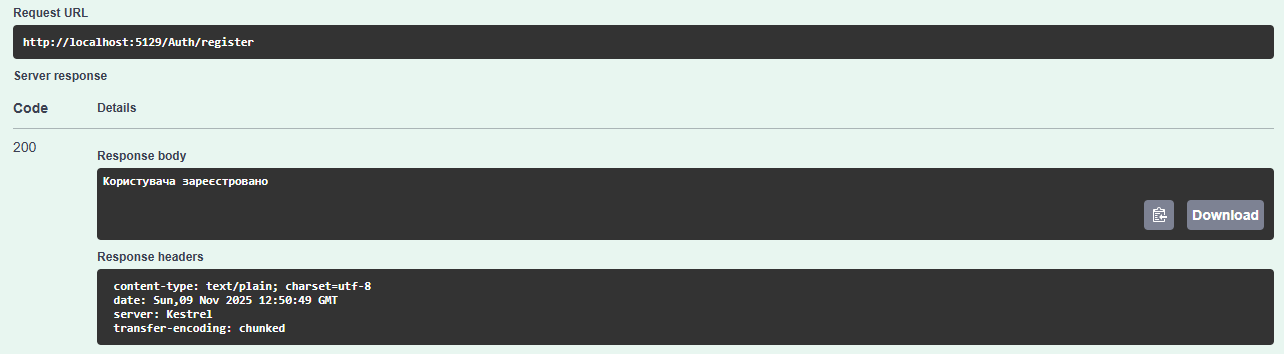 Request URL
http://localhost:5129/Auth/register
Server response
Code Details
200
Response body
Користувача зареєстровано
Download
Response headers
content-type: text/plain; charset=utf-8
date: Sun,09 Nov 2025 12:50:49 GMT
server: Kestrel
transfer-encoding: chunked